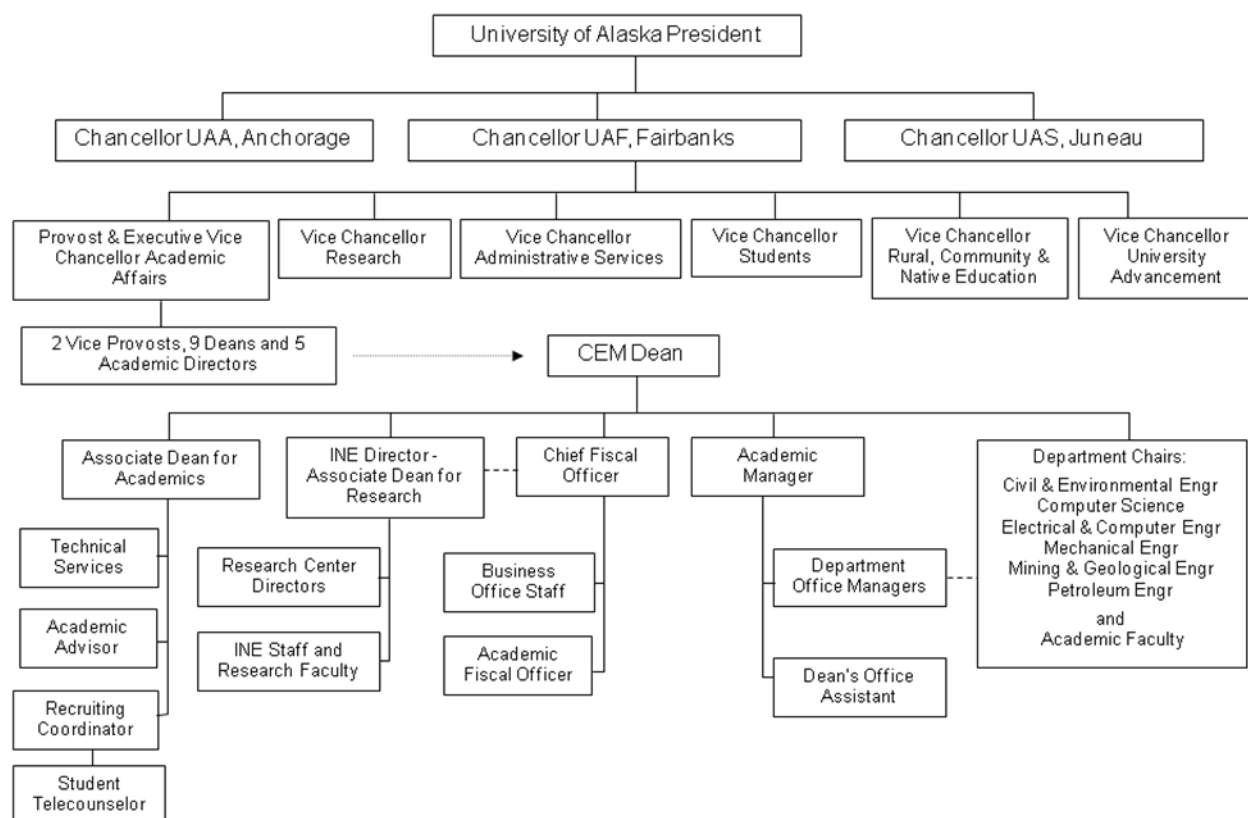 University of Alaska President
Chancellor UAA, Anchorage
Chancellor UAF, Fairbanks
Chancellor UAS, Juneau
Provost & Executive Vice
Chancellor Academic
Affairs
Vice Chancellor
Research
Vice Chancellor
Administrative Services
Vice Chancellor
Students
Vice Chancellor
Rural, Community &
Native Education
Vice Chancellor
University
Advancement
2 Vice Provosts, 9 Deans and 5
Academic Directors
CEM Dean
Associate Dean for
Academics
INE Director -
Associate Dean for
Research
Chief Fiscal
Officer
Academic
Manager
Department Chairs:
Civil & Environmental Engr
Computer Science
Electrical & Computer Engr
Mechanical Engr
Mining & Geological Engr
Petroleum Engr
and
Academic Faculty
Technical
Services
Research Center
Directors
Business
Office Staff
Department
Office Managers
Academic
Advisor
INE Staff and
Research Faculty
Academic
Fiscal Officer
Dean's Office
Assistant
Recruiting
Coordinator
Student
Telecounselor